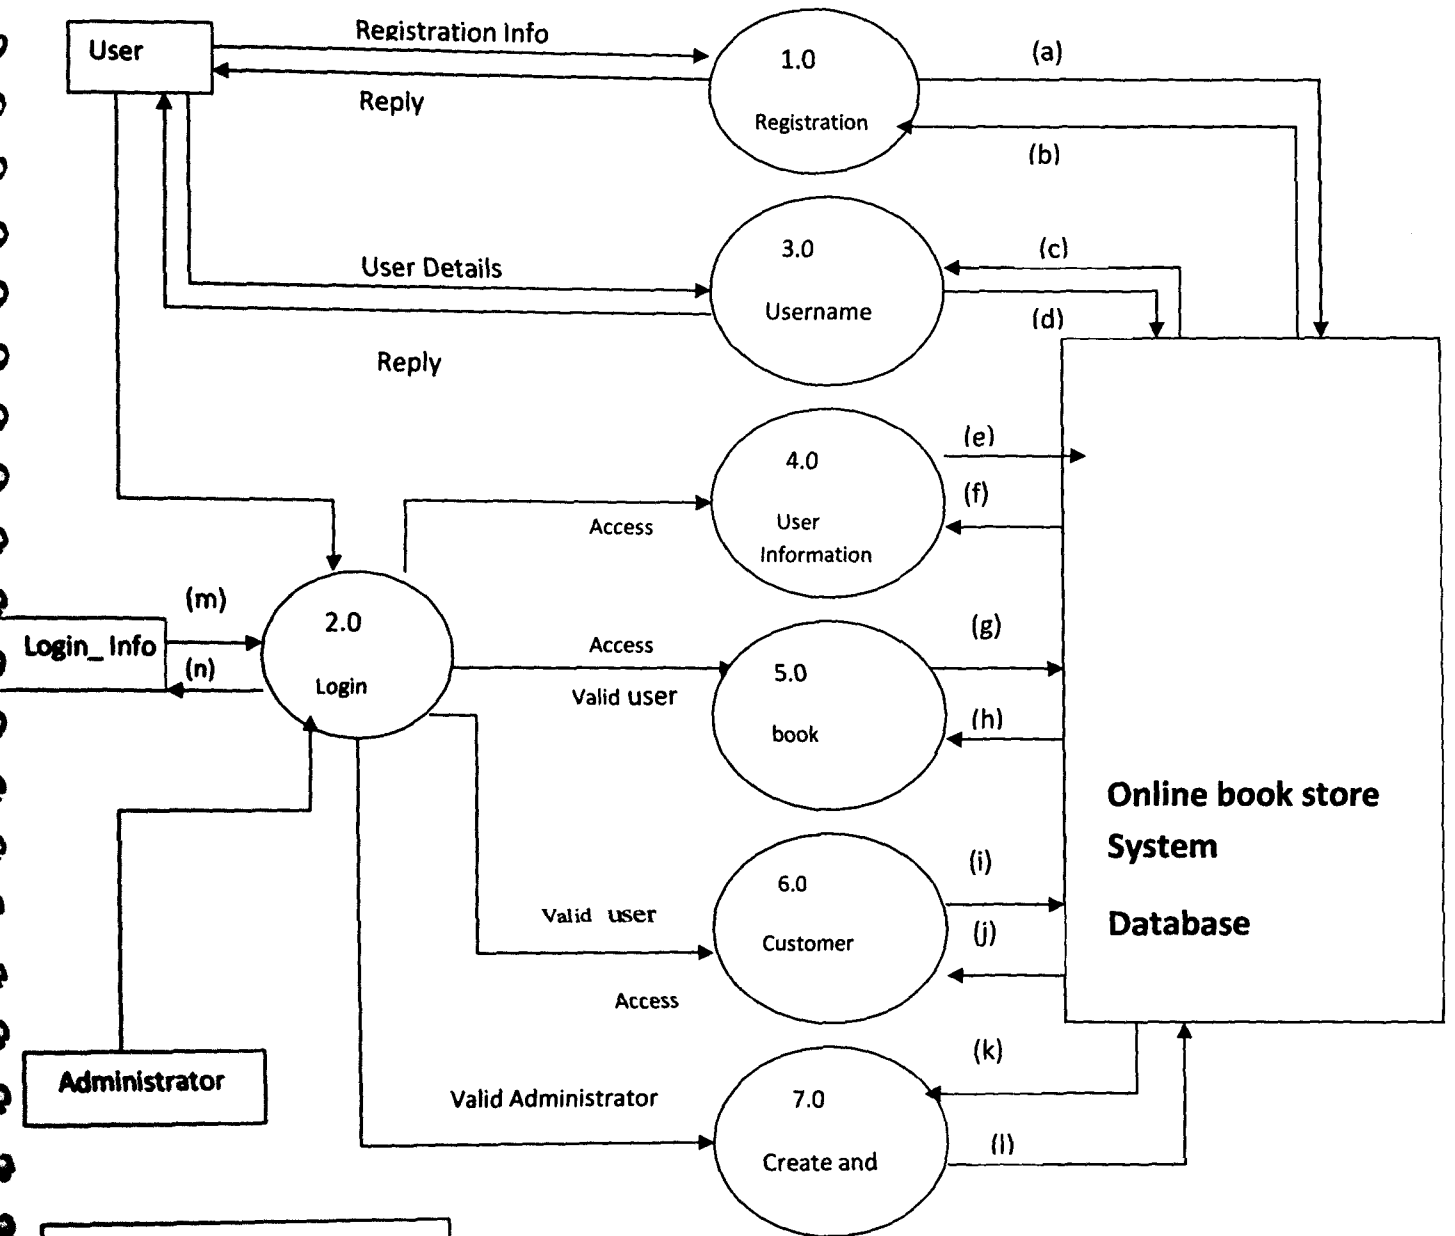 User
Registration Info
Reply
1.0
Registration
(a)
(b)
User Details
Reply
3.0
Username
(c)
(d)
Access
4.0
User
Information
(e)
(f)
Login_ Info
(m)
(n)
2.0
Login
Access
Valid user
5.0
book
(g)
(h)
Online book store
System
Database
Valid user
Access
6.0
Customer
(i)
(j)
Administrator
Valid Administrator
7.0
Create and
(k)
(l)